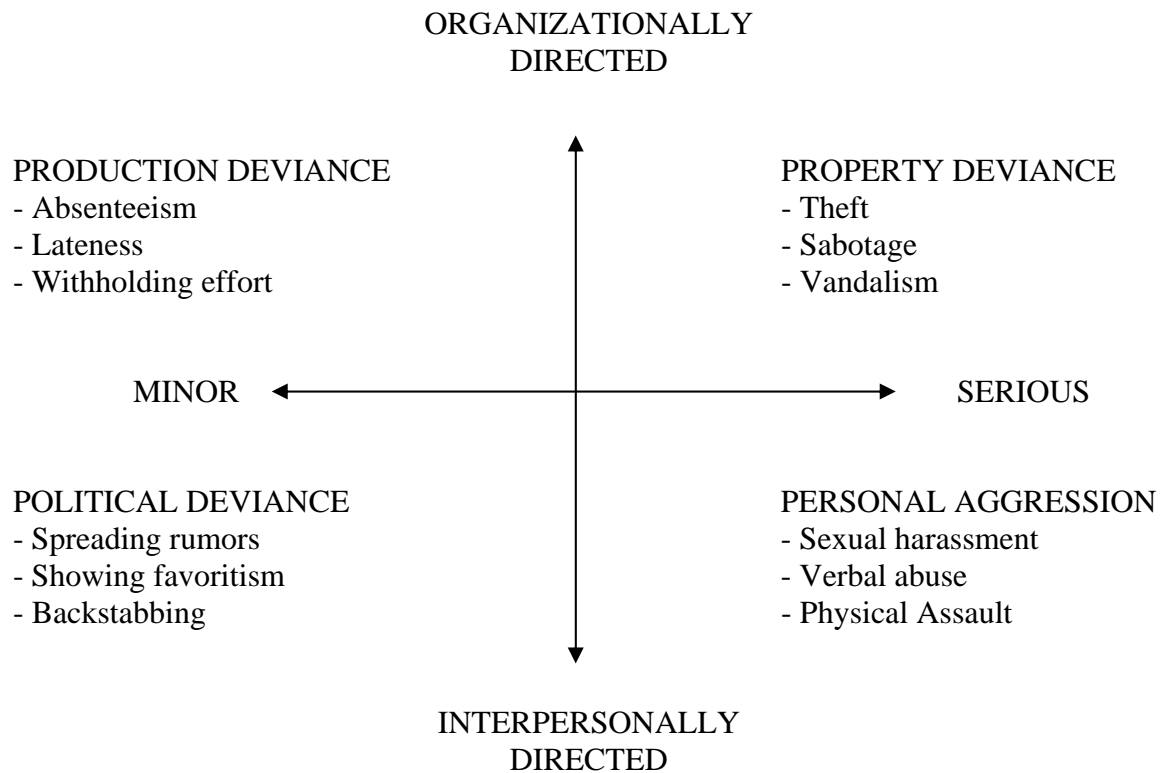 ORGANIZATIONALLY
DIRECTED
PRODUCTION DEVIANCE
- Absenteeism
- Lateness
- Withholding effort
PROPERTY DEVIANCE
- Theft
- Sabotage
- Vandalism
MINOR
SERIOUS
POLITICAL DEVIANCE
- Spreading rumors
- Showing favoritism
- Backstabbing
PERSONAL AGGRESSION
- Sexual harassment
- Verbal abuse
- Physical Assault
INTERPERSONALLY
DIRECTED